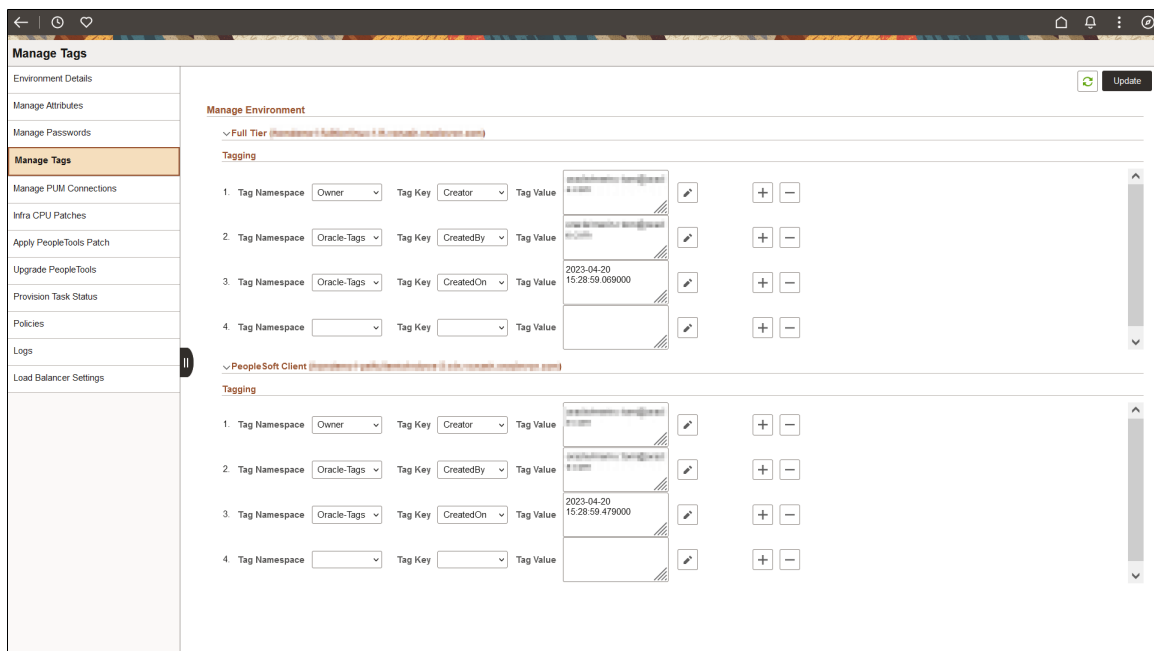 Manage Tags
Environment Details
Manage Attributes
Manage Passwords
Manage Tags
Manage PUM Connections
Infra CPU Patches
Apply PeopleTools Patch
Upgrade PeopleTools
Provision Task Status
Policies
Logs
Load Balancer Settings
Update
Manage Environment
Full Tier
Tagging
1. Tag Namespace Owner Tag Key Creator Tag Value
2. Tag Namespace Oracle-Tags Tag Key CreatedBy Tag Value
3. Tag Namespace Oracle-Tags Tag Key CreatedOn Tag Value 2023-04-20
15:28:59.069000
4. Tag Namespace Tag Key Tag Value
PeopleSoft Client
Tagging
1. Tag Namespace Owner Tag Key Creator Tag Value
2. Tag Namespace Oracle-Tags Tag Key CreatedBy Tag Value
3. Tag Namespace Oracle-Tags Tag Key CreatedOn Tag Value 2023-04-20
15:28:59.479000
4. Tag Namespace Tag Key Tag Value